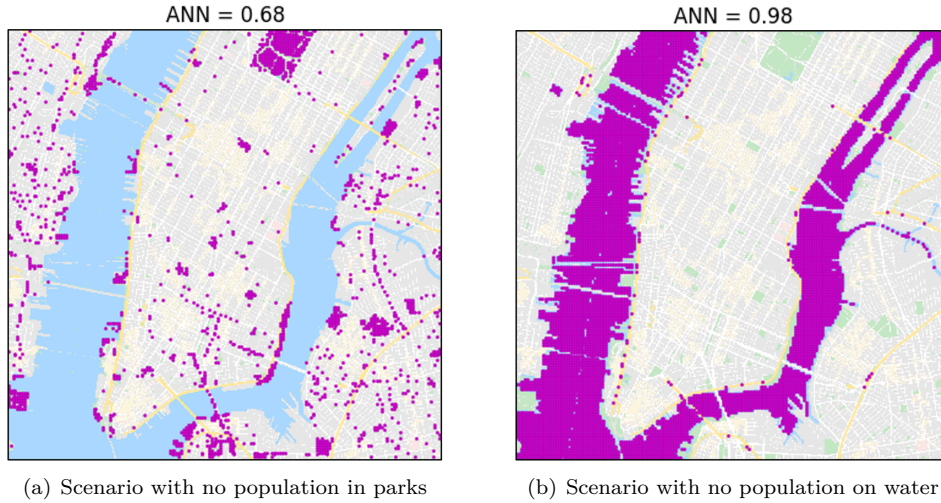 ANN = 0.68
ANN = 0.98
(a) Scenario with no population in parks
(b) Scenario with no population on water